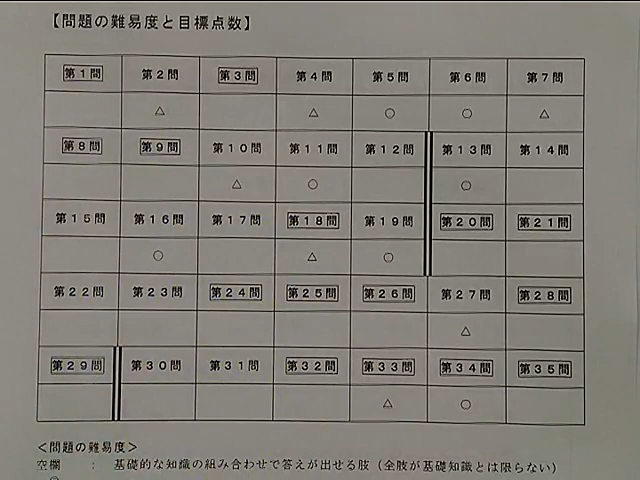 【問題の難易度と目標点数】
第1問 第2問 第3問 第4問 第5問 第6問 第7問
△ △ ○ ○ △
第8問 第9問 第10問 第11問 第12問 第13問 第14問
△ ○ ○
第15問 第16問 第17問 第18問 第19問 第20問 第21問
○ △ ○
第22問 第23問 第24問 第25問 第26問 第27問 第28問
△
第29問 第30問 第31問 第32問 第33問 第34問 第35問
△ ○
＜問題の難易度＞
空欄 : 基礎的な知識の組み合わせで答えが出せる肢（全肢が基礎知識とは限らない）